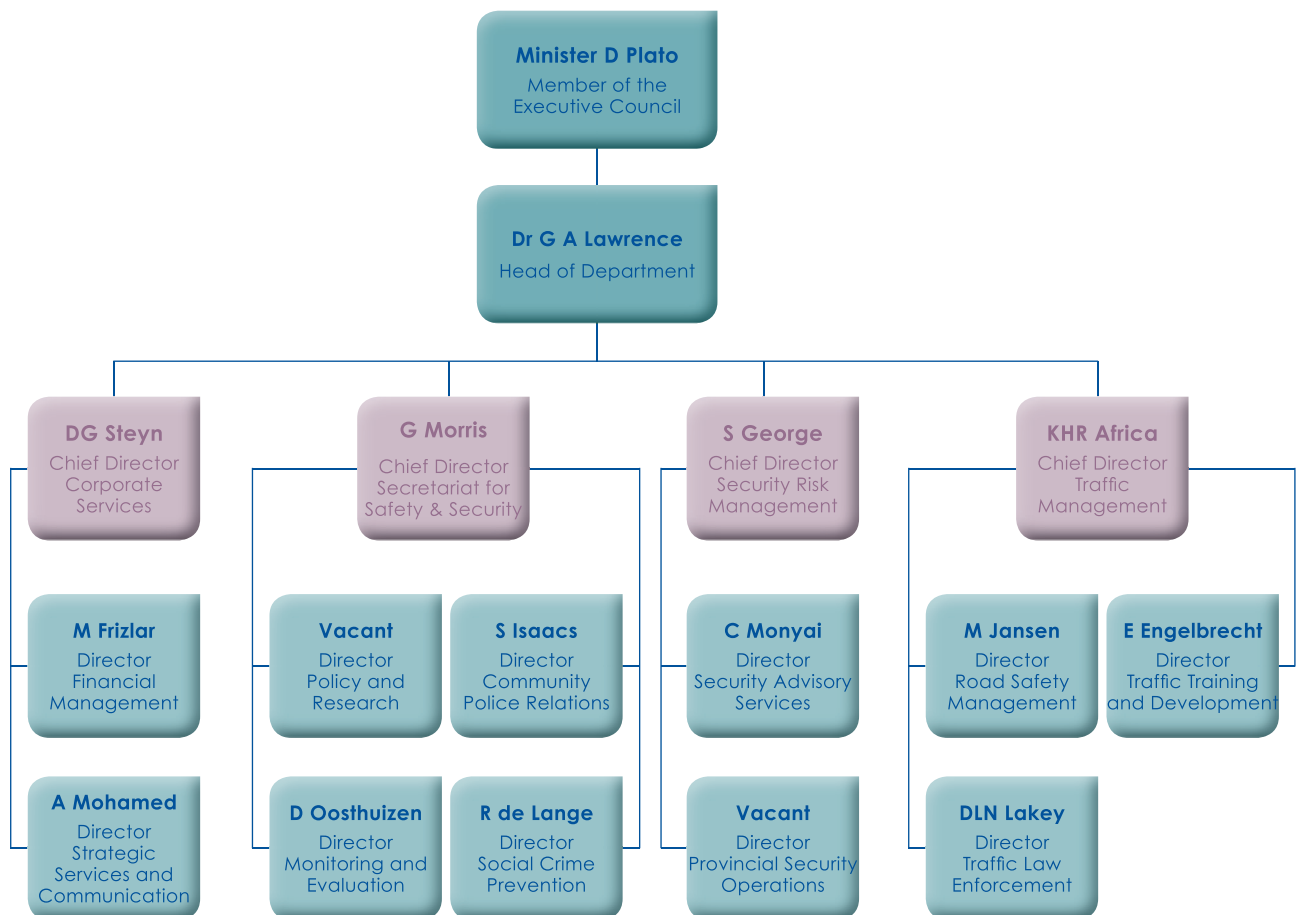 Minister D Plato
Member of the
Executive Council
Dr G A Lawrence
Head of Department
DG Steyn
Chief Director
Corporate
Services
G Morris
Chief Director
Secretariat for
Safety & Security
S George
Chief Director
Security Risk
Management
KHR Africa
Chief Director
Traffic
Management
M Frizlar
Director
Financial
Management
Vacant
Director
Policy and
Research
S Isaacs
Director
Community
Police Relations
C Monyai
Director
Security Advisory
Services
M Jansen
Director
Road Safety
Management
E Engelbrecht
Director
Traffic Training
and Development
A Mohamed
Director
Strategic
Services and
Communication
D Oosthuizen
Director
Monitoring and
Evaluation
R de Lange
Director
Social Crime
Prevention
Vacant
Director
Provincial Security
Operations
DLN Lakey
Director
Traffic Law
Enforcement